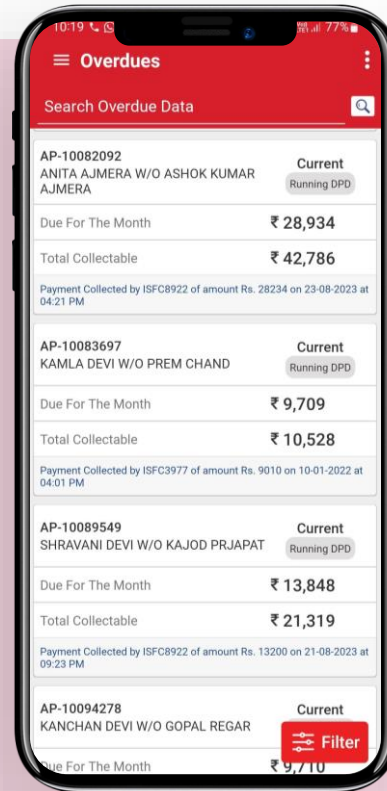 10:19
77%
Overdues
Search Overdue Data
AP-10082092
ANITA AJMERA W/O ASHOK KUMAR
AJMERA
Current
Running DPD
Due For The Month ₹ 28,934
Total Collectable ₹ 42,786
Payment Collected by ISFC8922 of amount Rs. 28234 on 23-08-2023 at
04:21 PM
AP-10083697
KAMLA DEVI W/O PREM CHAND
Current
Running DPD
Due For The Month ₹ 9,709
Total Collectable ₹ 10,528
Payment Collected by ISFC3977 of amount Rs. 9010 on 10-01-2022 at
04:01 PM
AP-10089549
SHRAVANI DEVI W/O KAJOD PRJAPAT
Current
Running DPD
Due For The Month ₹ 13,848
Total Collectable ₹ 21,319
Payment Collected by ISFC8922 of amount Rs. 13200 on 21-08-2023 at
09:23 PM
AP-10094278
KANCHAN DEVI W/O GOPAL REGAR
Current
Filter
Due For The Month ₹ 9,710